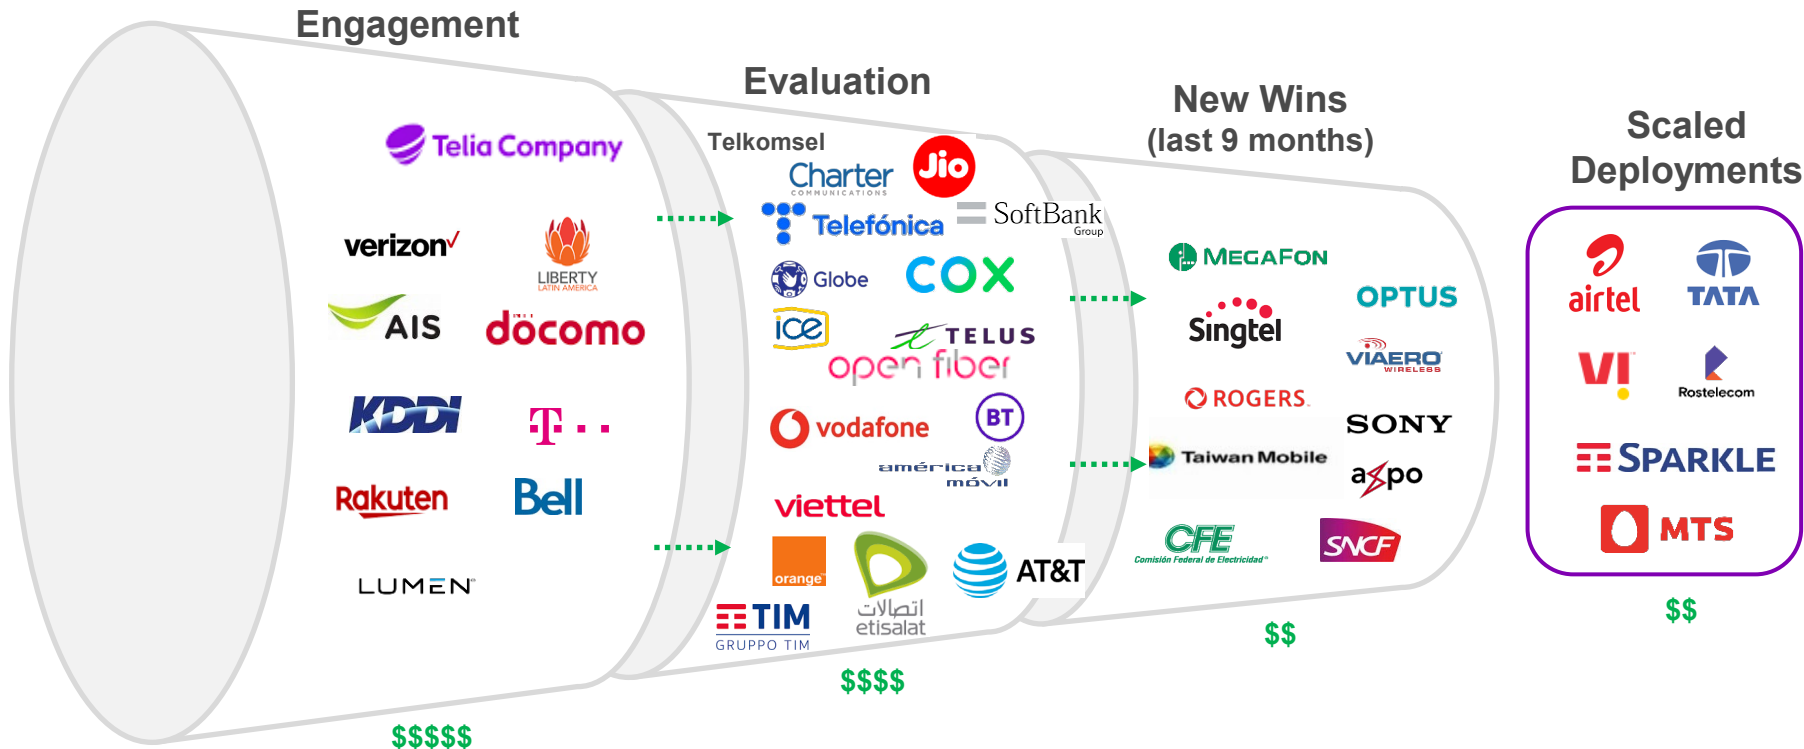 Engagement
Telia Company
verizon
LIBERTY
LATIN AMERICA
AIS
döcomo
KDDI
T
Rakuten
Bell
LUMEN
$$$$$
Evaluation
Telkomsel
Jio
Charter
COMMUNICATIONS
Telefónica
SoftBank
Group
Globe
COX
ice
TELUS
open fiber
vodafone
BT
américa
móvil
viettel
orange
اتصالات
etisalat
AT&T
TIM
GRUPPO TIM
$$$$
New Wins
(last 9 months)
MEGAFON
Singtel
OPTUS
VIAERO
WIRELESS
ROGERS
SONY
Taiwan Mobile
axpo
CFE
Comisión Federal de Electricidad
SNCF
$$
Scaled
Deployments
airtel
TATA
VI
Rostelecom
SPARKLE
MTS
$$